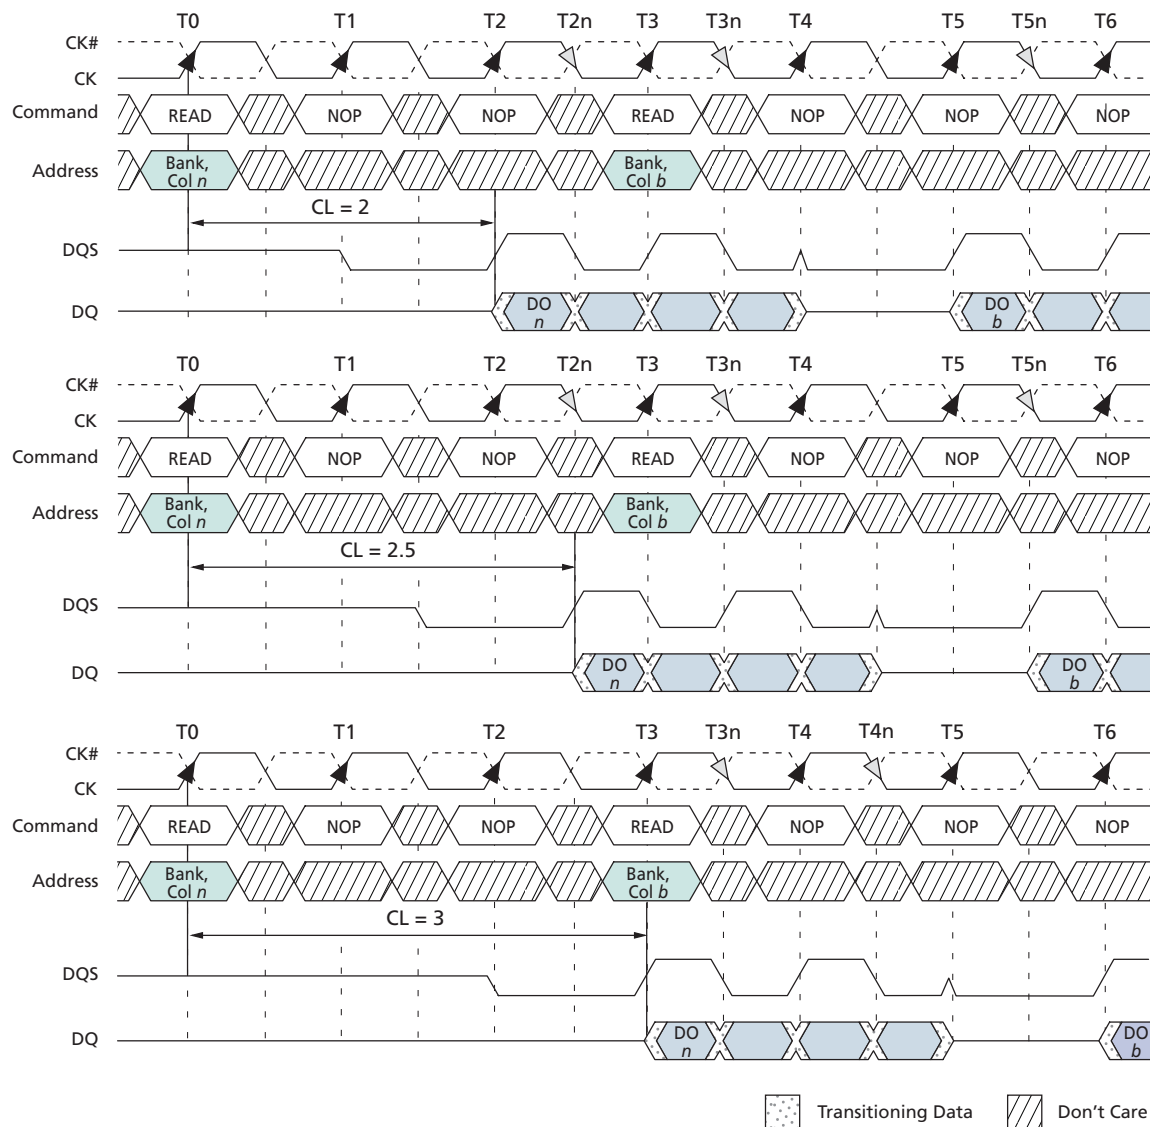 T0 T1 T2 T2n T3 T3n T4 T5 T5n T6
CK#
CK
Command READ NOP NOP READ NOP NOP NOP
Address Bank, Col n Bank, Col b
CL = 2
DQS
DQ DO n DO b
T0 T1 T2 T2n T3 T3n T4 T5 T5n T6
CK#
CK
Command READ NOP NOP READ NOP NOP NOP
Address Bank, Col n Bank, Col b
CL = 2.5
DQS
DQ DO n DO b
T0 T1 T2 T3 T3n T4 T4n T5 T6
CK#
CK
Command READ NOP NOP READ NOP NOP NOP
Address Bank, Col n Bank, Col b
CL = 3
DQS
DQ DO n DO b
Transitioning Data Don't Care